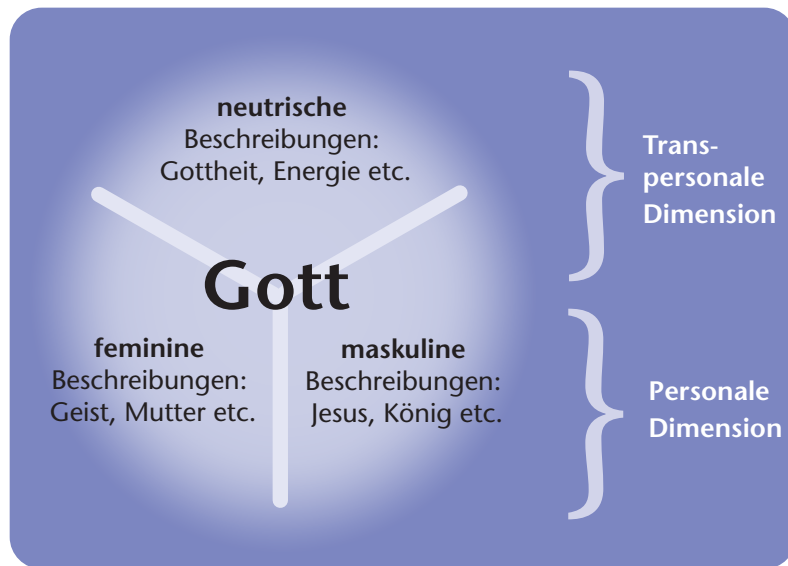 neutrische
Beschreibungen:
Gottheit, Energie etc.
Trans-
personale
Dimension
Gott
feminine
Beschreibungen:
Geist, Mutter etc.
maskuline
Beschreibungen:
Jesus, König etc.
Personale
Dimension